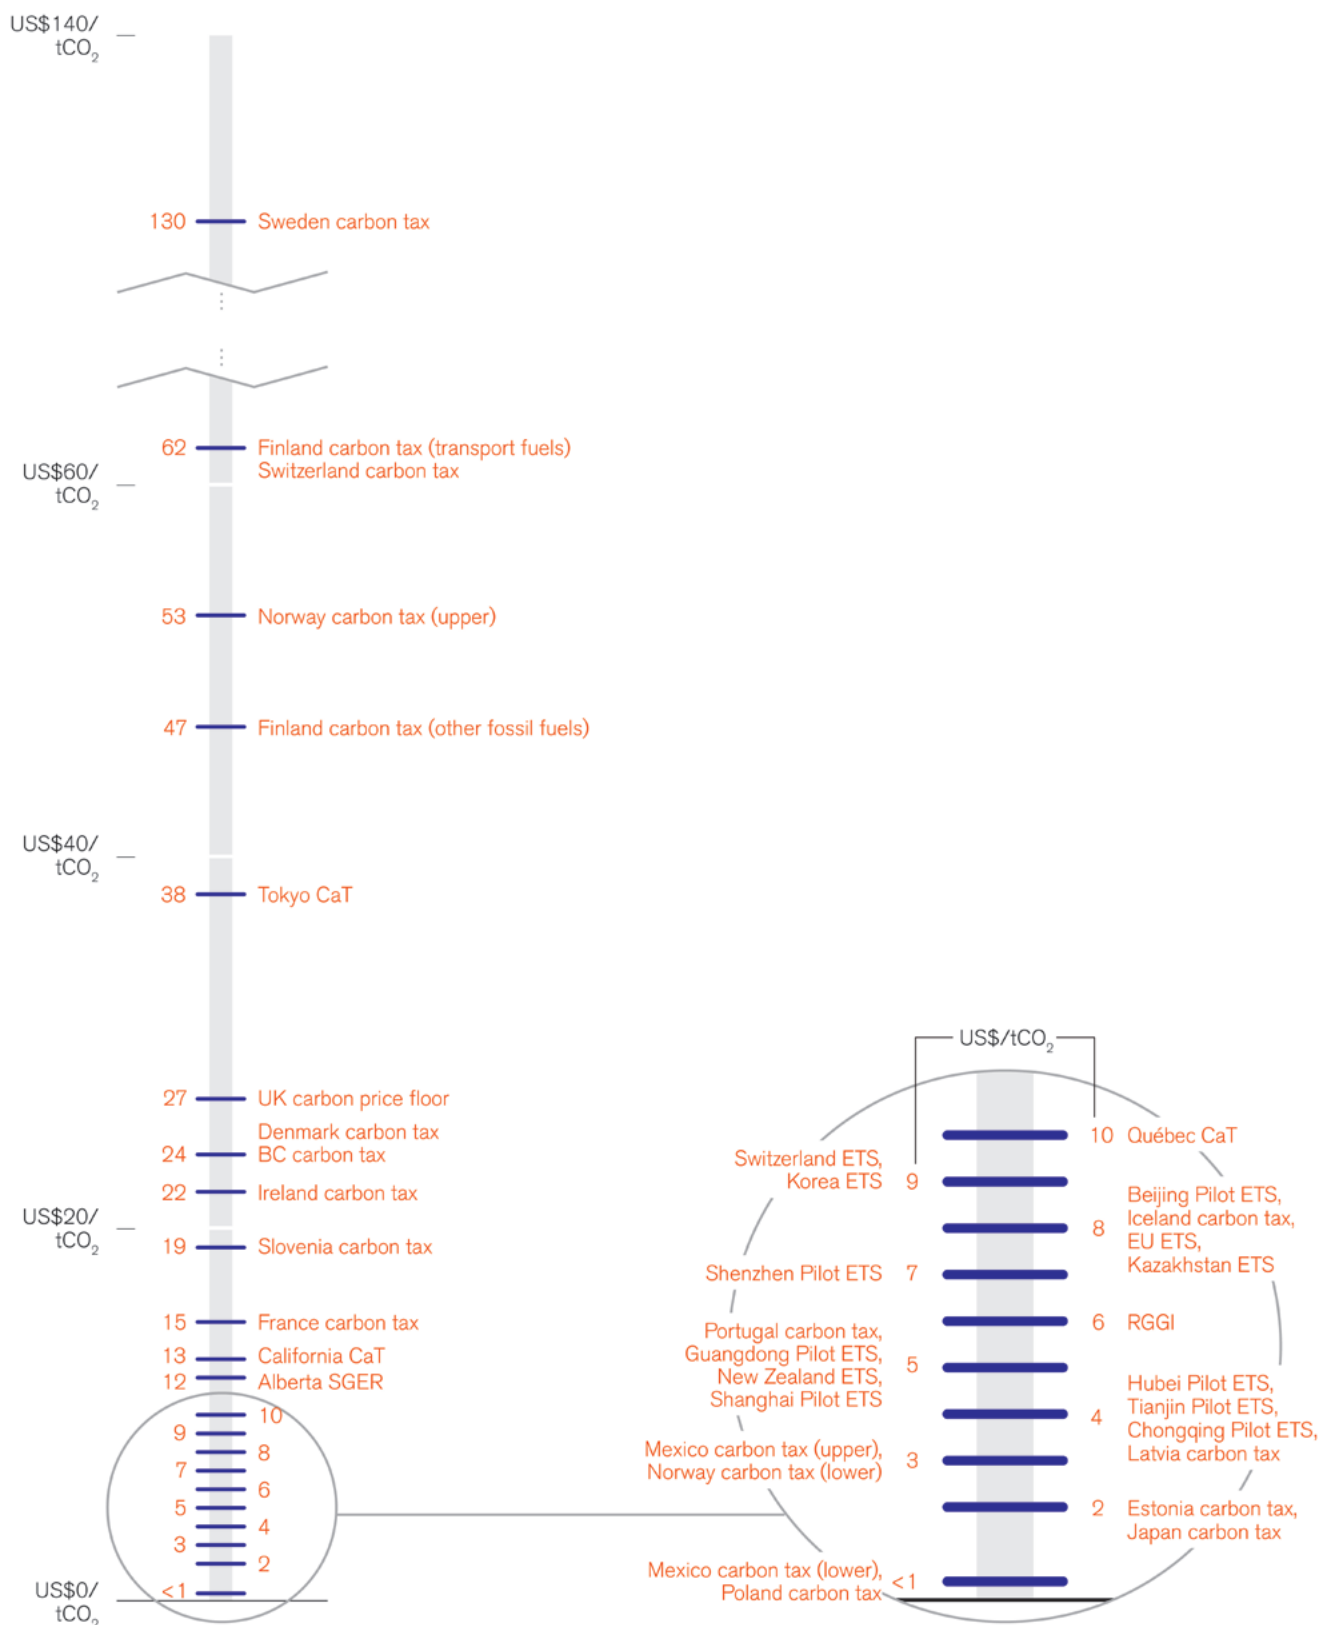 US$140/
tCO2
130 Sweden carbon tax
62 Finland carbon tax (transport fuels)
Switzerland carbon tax
US$60/
tCO2
53 Norway carbon tax (upper)
47 Finland carbon tax (other fossil fuels)
US$40/
tCO2
38 Tokyo CaT
27 UK carbon price floor
Denmark carbon tax
24 BC carbon tax
22 Ireland carbon tax
US$20/
tCO2
19 Slovenia carbon tax
15 France carbon tax
13 California CaT
12 Alberta SGER
10
9
8
7
6
5
4
3
2
<1
US$0/
tCO2
US$/tCO2
10 Québec CaT
Switzerland ETS,
Korea ETS 9
Beijing Pilot ETS,
Iceland carbon tax,
8 EU ETS,
Kazakhstan ETS
Shenzhen Pilot ETS 7
6 RGGI
Portugal carbon tax,
Guangdong Pilot ETS,
5
New Zealand ETS,
Shanghai Pilot ETS
Hubei Pilot ETS,
Tianjin Pilot ETS,
4
Chongqing Pilot ETS,
Latvia carbon tax
Mexico carbon tax (upper),
3
Norway carbon tax (lower)
2 Estonia carbon tax,
Japan carbon tax
Mexico carbon tax (lower),
<1
Poland carbon tax